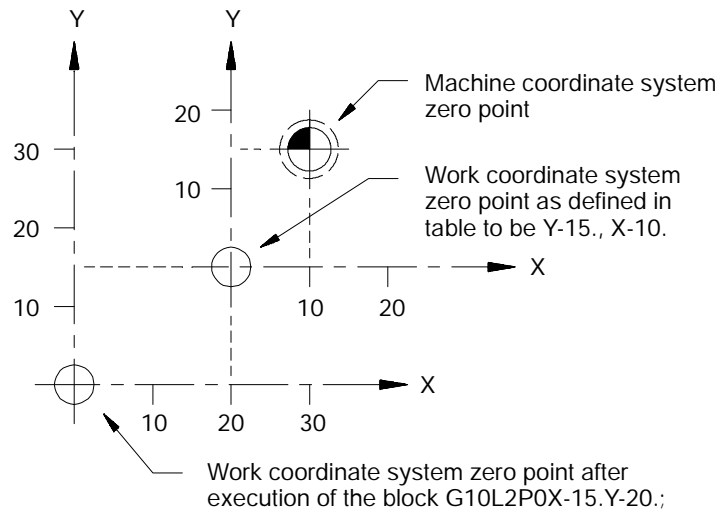 Y
Y
Machine coordinate system
zero point
20
30
10
Work coordinate system
zero point as defined in
table to be Y-15., X-10.
20
X
10
10
20
X
10
20
30
Work coordinate system zero point after
execution of the block G10L2P0X-15.Y-20.;